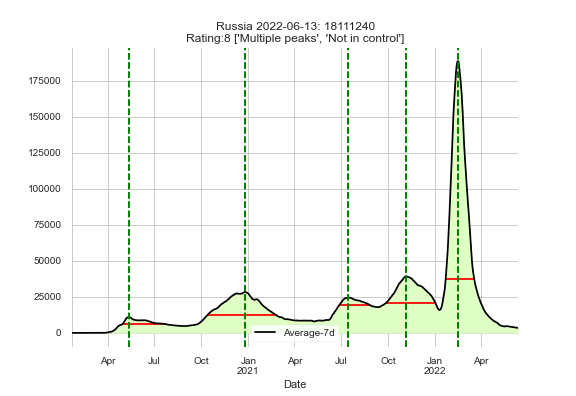 Russia 2022-06-13: 18111240
Rating:8 ['Multiple peaks', 'Not in control']
175000
150000
125000
100000
75000
50000
25000
0
Average-7d
Apr Jul Oct Jan Apr Jul Oct Jan Apr
2021 2022
Date